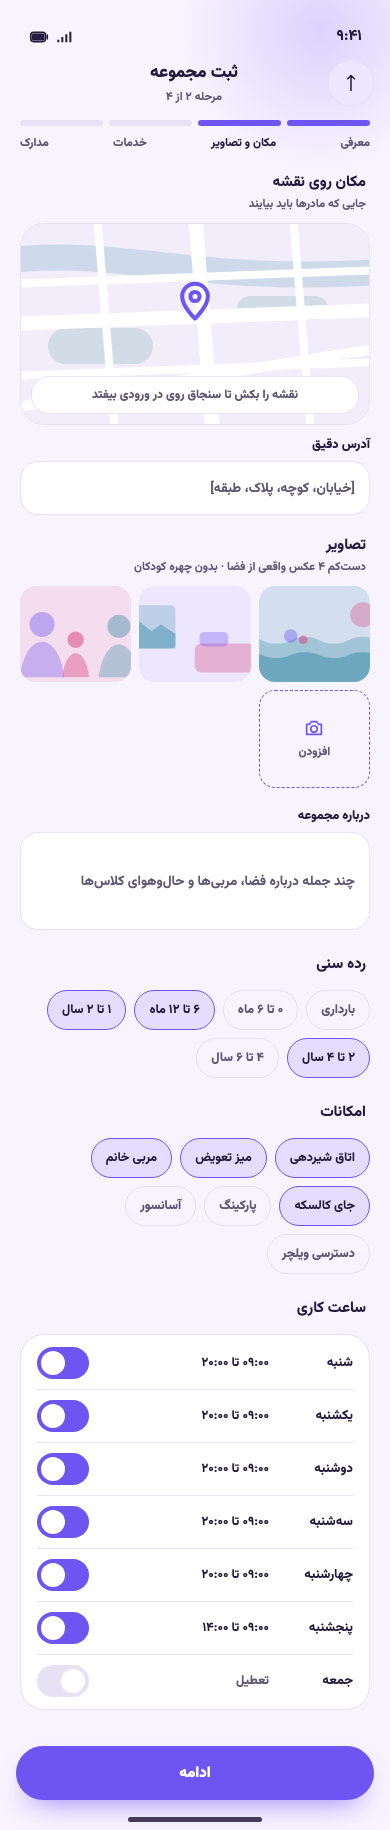 ۹:۴۱
ثبت مجموعه
مرحله ۲ از ۴
معرفی
مکان و تصاویر
خدمات
مدارک
مکان روی نقشه
جایی که مادرها باید بیایند
نقشه را بکش تا سنجاق روی در ورودی بیفتد
آدرس دقیق
[خیابان، کوچه، پلاک، طبقه]
تصاویر
دست‌کم ۴ عکس واقعی از فضا · بدون چهره کودکان
افزودن
درباره مجموعه
چند جمله درباره فضا، مربی‌ها و حال‌وهوای کلاس‌ها
رده سنی
بارداری
۰ تا ۶ ماه
۶ تا ۱۲ ماه
۱ تا ۲ سال
۲ تا ۴ سال
۴ تا ۶ سال
امکانات
اتاق شیردهی
میز تعویض
مربی خانم
جای کالسکه
پارکینگ
آسانسور
دسترسی ویلچر
ساعت کاری
شنبه ۰۹:۰۰ تا ۲۰:۰۰
یکشنبه ۰۹:۰۰ تا ۲۰:۰۰
دوشنبه ۰۹:۰۰ تا ۲۰:۰۰
سه‌شنبه ۰۹:۰۰ تا ۲۰:۰۰
چهارشنبه ۰۹:۰۰ تا ۲۰:۰۰
پنجشنبه ۰۹:۰۰ تا ۱۴:۰۰
جمعه تعطیل
ادامه